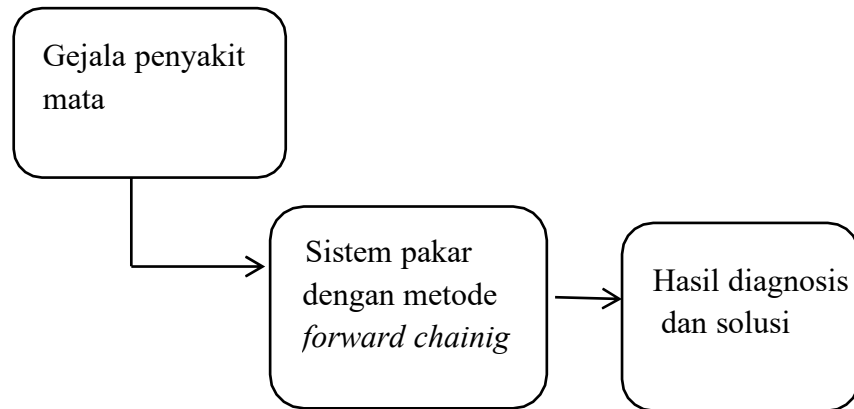 Gejala penyakit
mata
Sistem pakar
dengan metode
forward chainig
Hasil diagnosis
dan solusi